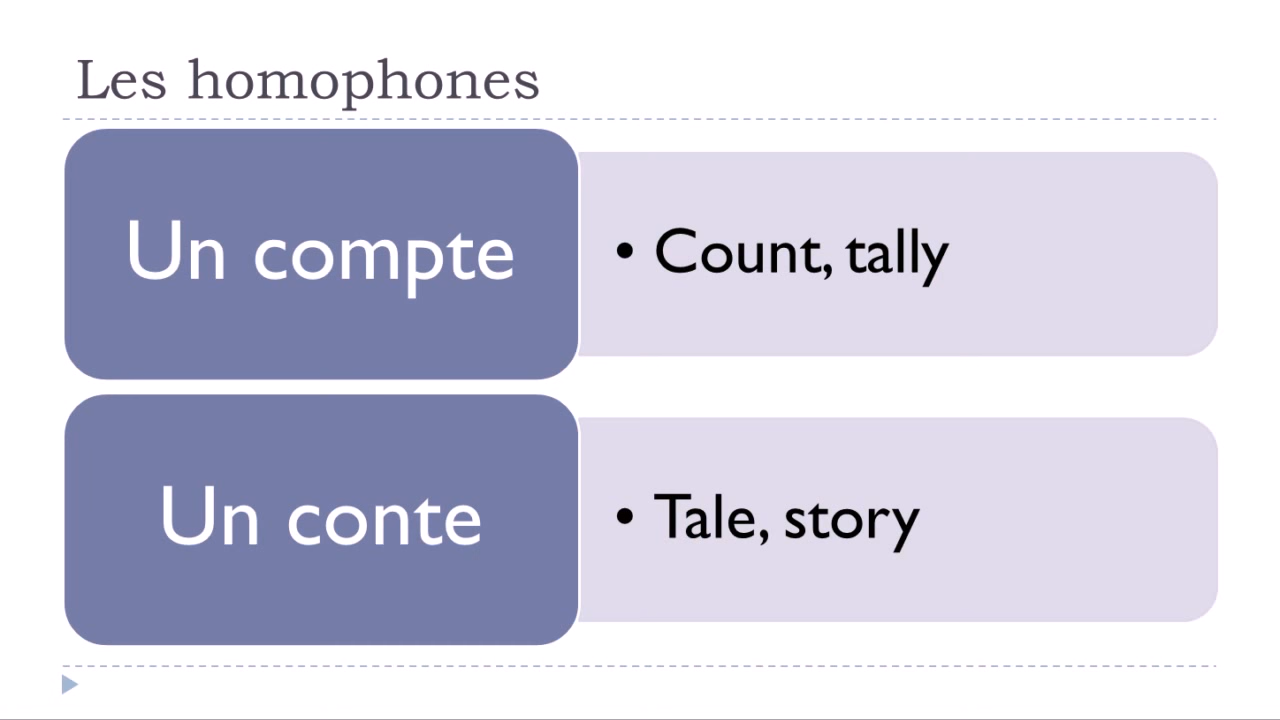 Les homophones
Un compte
• Count, tally
Un conte
• Tale, story